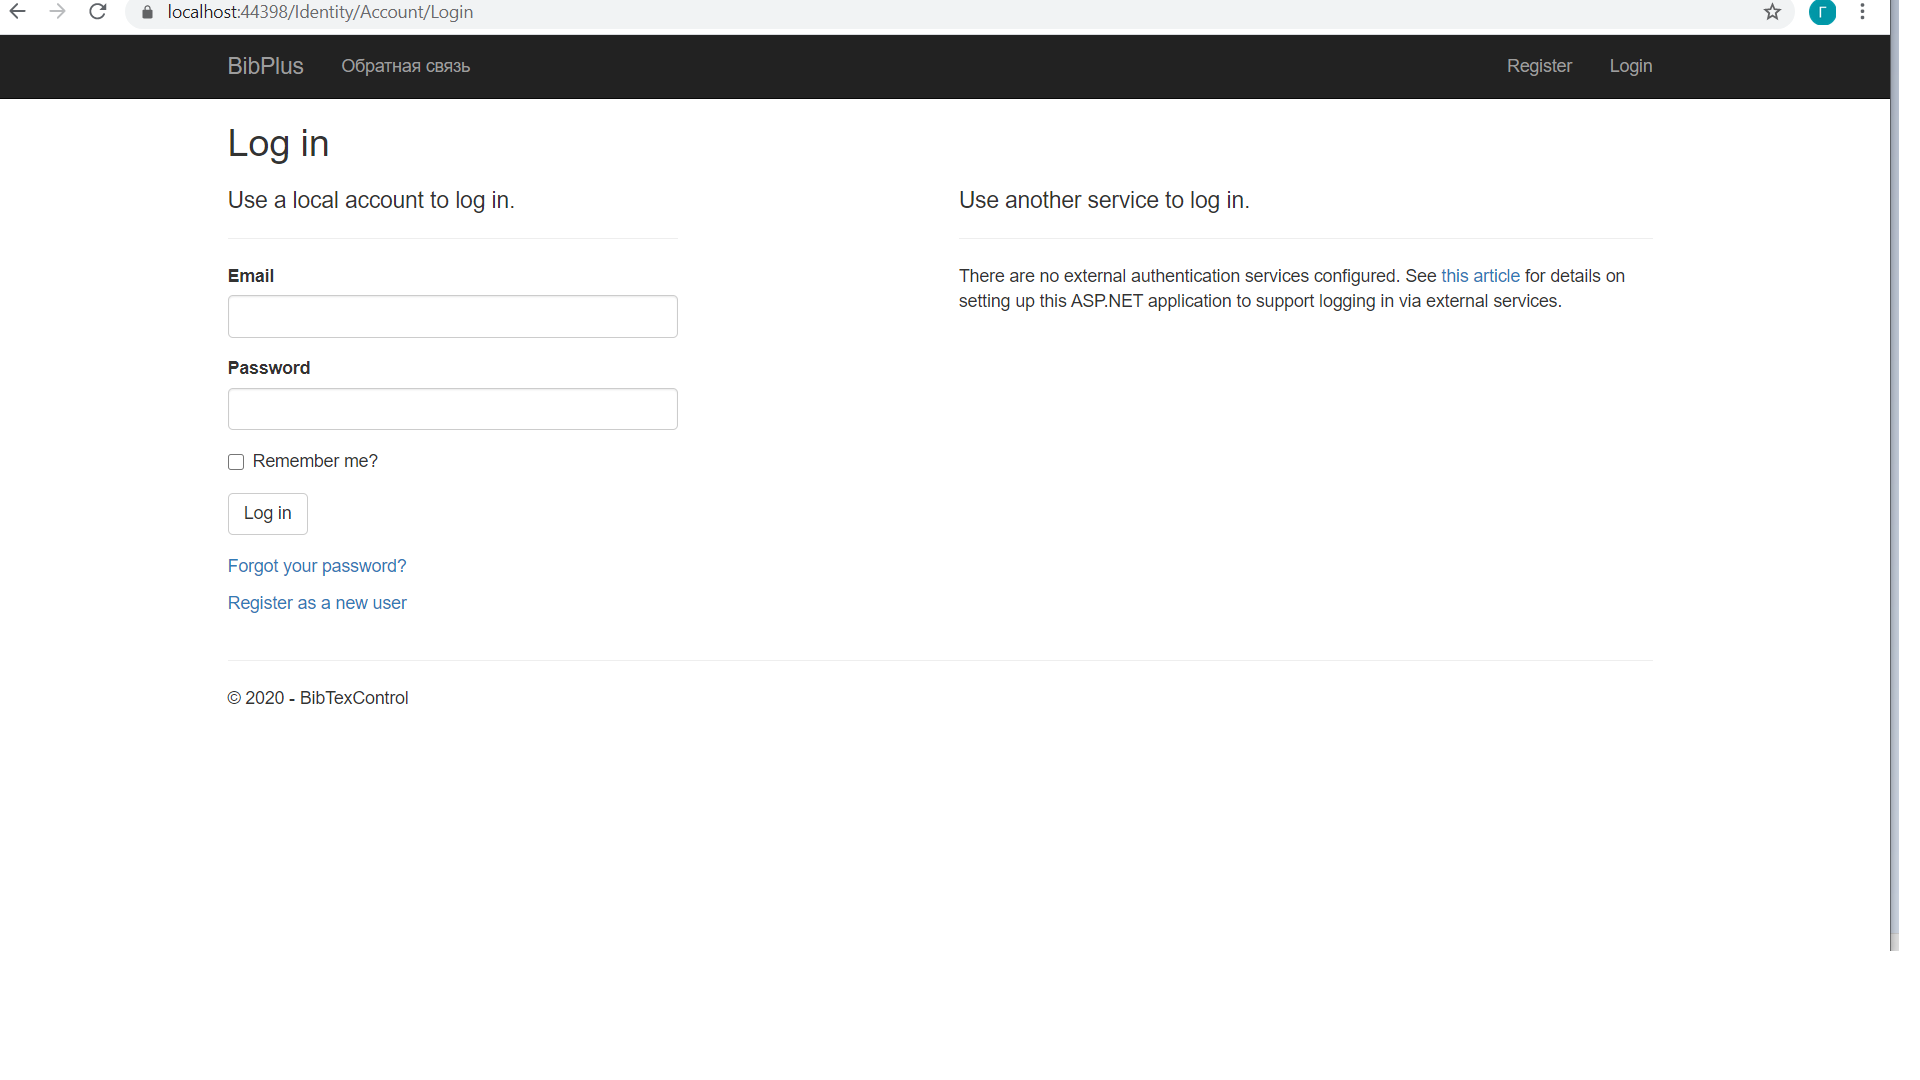 localhost:44398/Identity/Account/Login
Г
BibPlus
Обратная связь
Register
Login
Log in
Use a local account to log in.
Use another service to log in.
Email
There are no external authentication services configured. See this article for details on
setting up this ASP.NET application to support logging in via external services.
Password
Remember me?
Log in
Forgot your password?
Register as a new user
© 2020 - BibTexControl